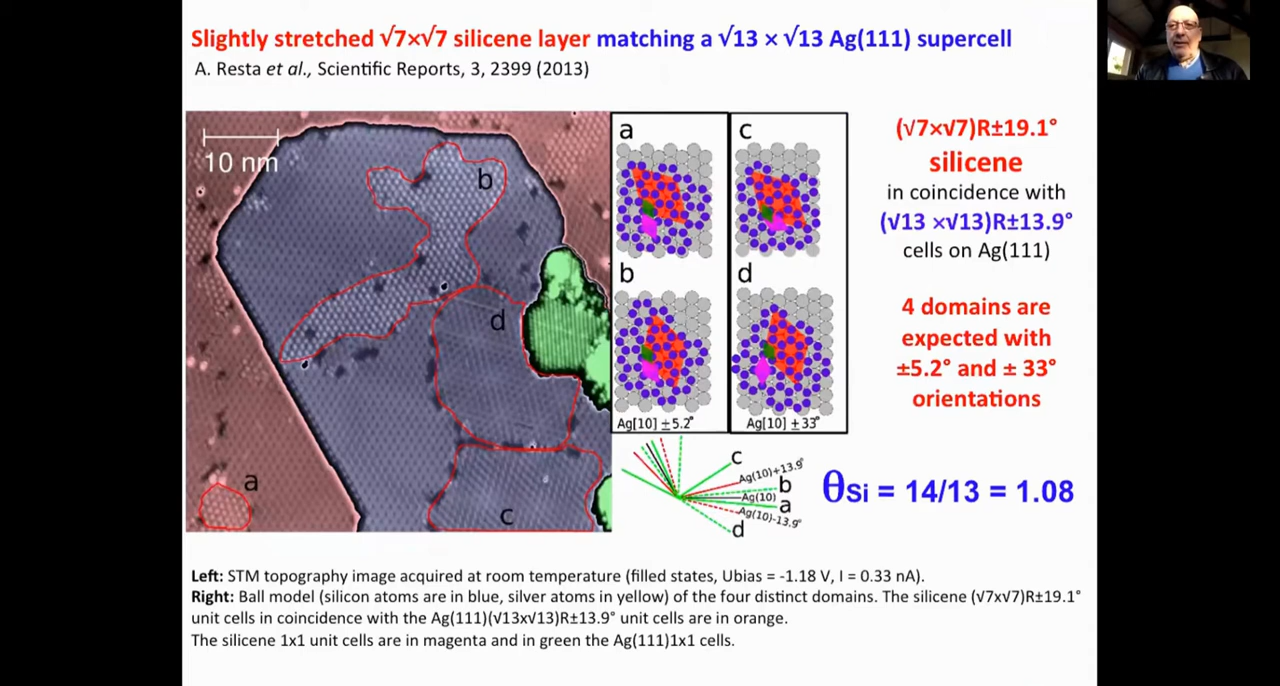 Slightly stretched √7×√7 silicene layer matching a √13 × √13 Ag(111) supercell
A. Resta et al., Scientific Reports, 3, 2399 (2013)
10 nm
b
d
a
c
a
c
b
d
Ag[10] ±5.2°
Ag[10] ±33°
c
Ag(10)+13.9°
b
Ag(10)
a
Ag(10)-13.9°
d
(√7×√7)R±19.1°
silicene
in coincidence with
(√13 ×√13)R±13.9°
cells on Ag(111)
4 domains are
expected with
±5.2° and ± 33°
orientations
θSi = 14/13 = 1.08
Left: STM topography image acquired at room temperature (filled states, Ubias = -1.18 V, I = 0.33 nA).
Right: Ball model (silicon atoms are in blue, silver atoms in yellow) of the four distinct domains. The silicene (√7x√7)R±19.1°
unit cells in coincidence with the Ag(111)(√13x√13)R±13.9° unit cells are in orange.
The silicene 1x1 unit cells are in magenta and in green the Ag(111)1x1 cells.